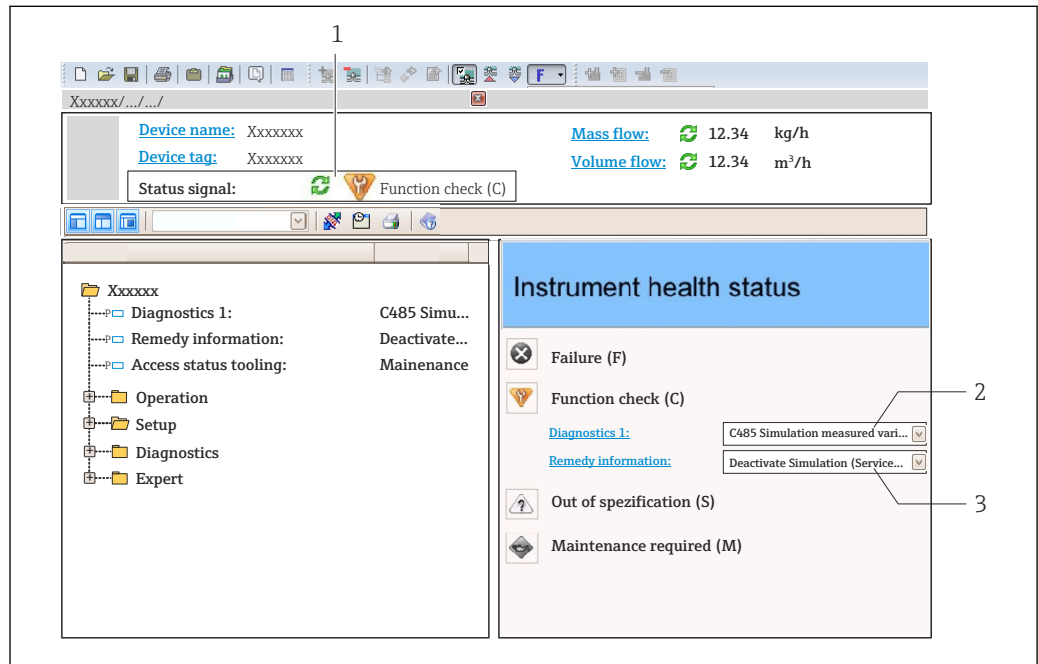 1
F
Xxxxxx/.../.../
Device name: Xxxxxxx
Mass flow: 12.34 kg/h
Device tag: Xxxxxxx
Volume flow: 12.34 m³/h
Status signal: Function check (C)
Xxxxxx
Diagnostics 1: C485 Simu...
Remedy information: Deactivate...
Access status tooling: Mainenance
Operation
Setup
Diagnostics
Expert
Instrument health status
Failure (F)
Function check (C)
2
Diagnostics 1: C485 Simulation measured vari...
Remedy information: Deactivate Simulation (Service...
Out of spezification (S)
3
Maintenance required (M)